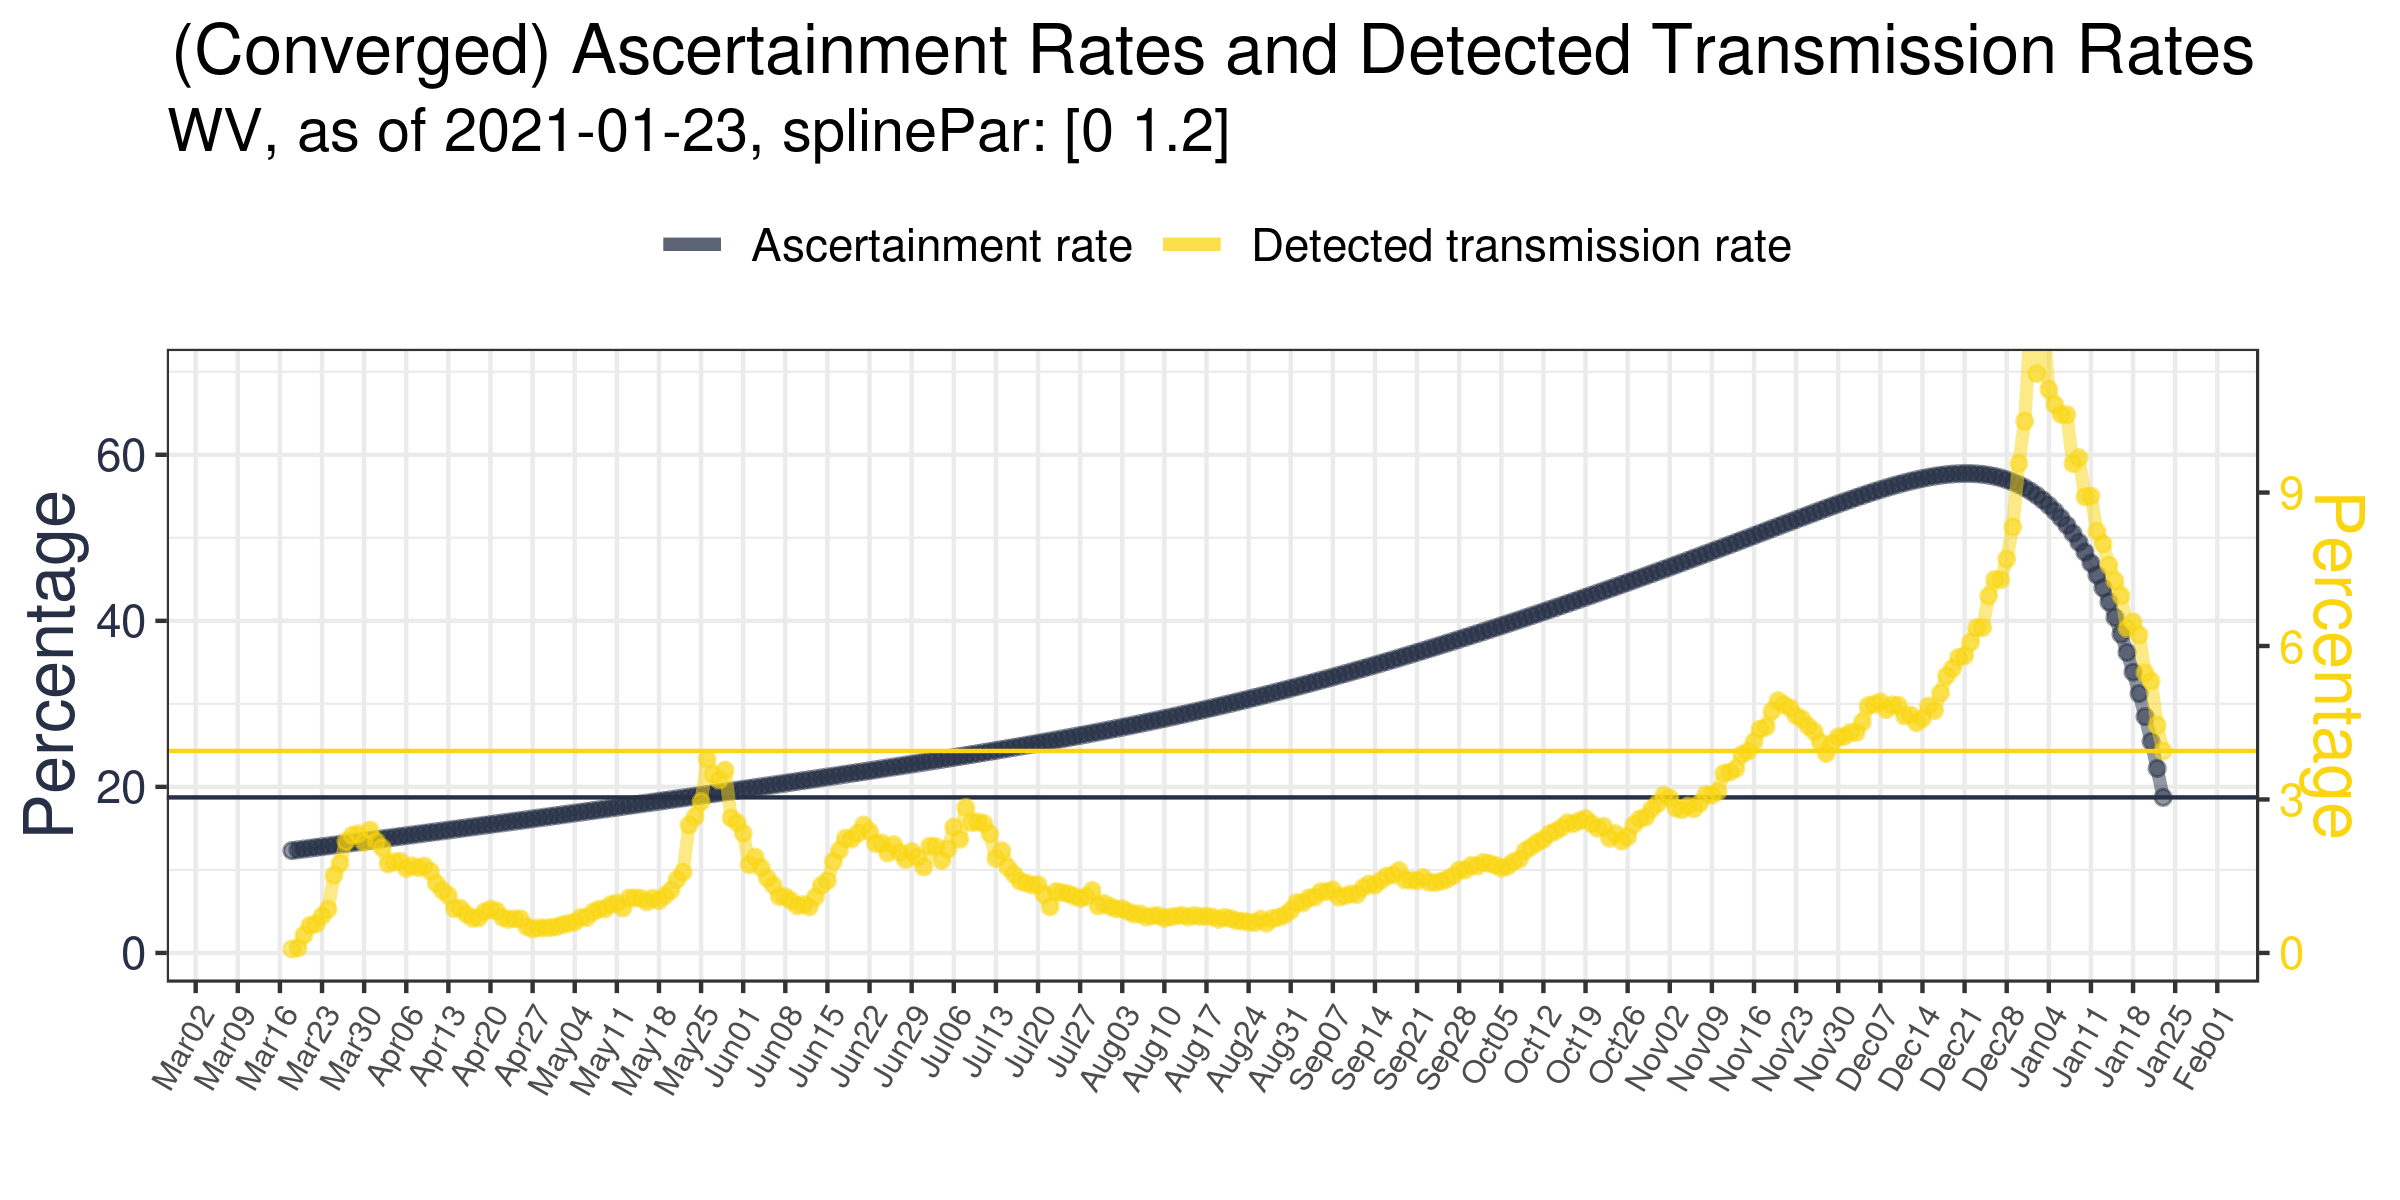 (Converged) Ascertainment Rates and Detected Transmission Rates
WV, as of 2021-01-23, splinePar: [0 1.2]
Ascertainment rate Detected transmission rate
Percentage
60
40
20
0
9
6
3
0
Percentage
Mar02 Mar09 Mar16 Mar23 Mar30 Apr06 Apr13 Apr20 Apr27 May04 May11 May18 May25 Jun01 Jun08 Jun15 Jun22 Jun29 Jul06 Jul13 Jul20 Jul27 Aug03 Aug10 Aug17 Aug24 Aug31 Sep07 Sep14 Sep21 Sep28 Oct05 Oct12 Oct19 Oct26 Nov02 Nov09 Nov16 Nov23 Nov30 Dec07 Dec14 Dec21 Dec28 Jan04 Jan11 Jan18 Jan25 Feb01